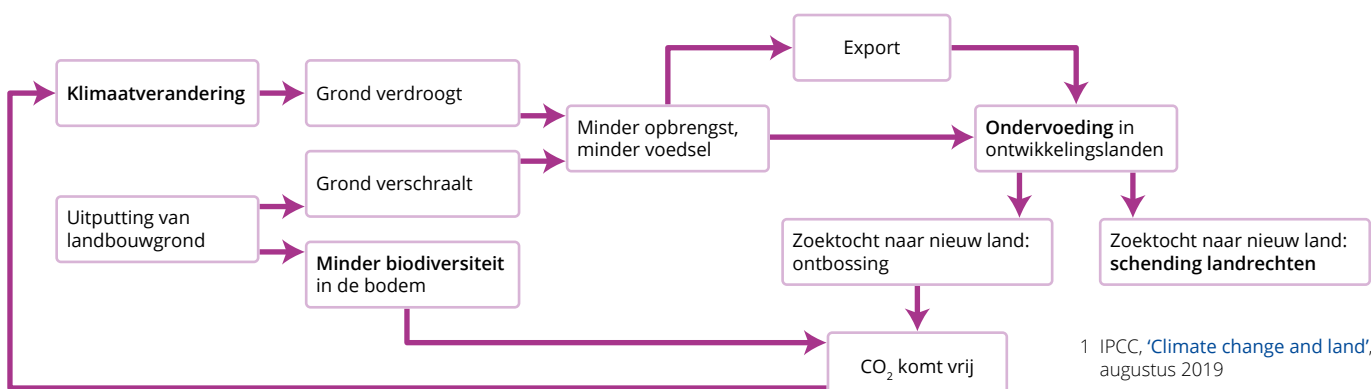 Export
Klimaatverandering
Grond verdroogt
Minder opbrengst,
minder voedsel
Ondervoeding in
ontwikkelingslanden
Grond verschraalt
Uitputting van
landbouwgrond
Minder biodiversiteit
in de bodem
Zoektocht naar nieuw land:
ontbossing
Zoektocht naar nieuw land:
schending landrechten
CO₂ komt vrij
1 IPCC, ‘Climate change and land’,
augustus 2019